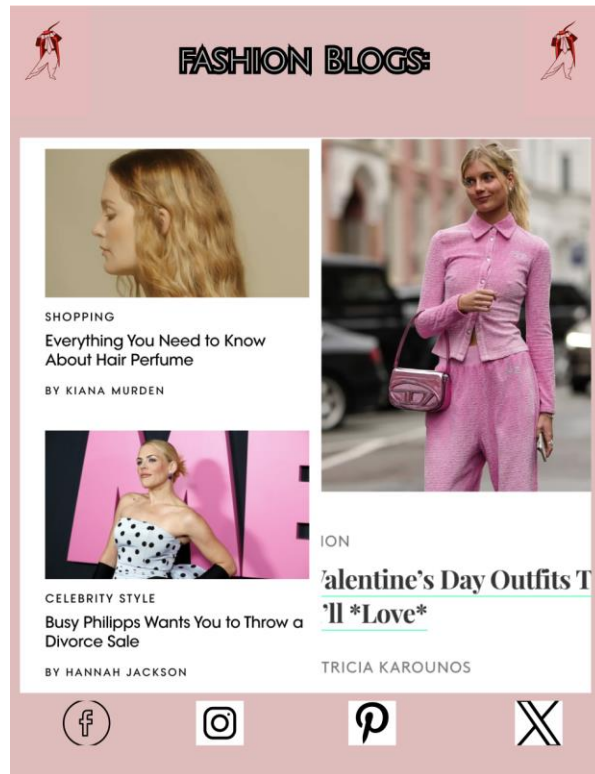 FASHION BLOGS:
SHOPPING
Everything You Need to Know
About Hair Perfume
BY KIANA MURDEN
CELEBRITY STYLE
Busy Philipps Wants You to Throw a
Divorce Sale
BY HANNAH JACKSON
ION
Valentine's Day Outfits T
'll *Love*
TRICIA KAROUNOS